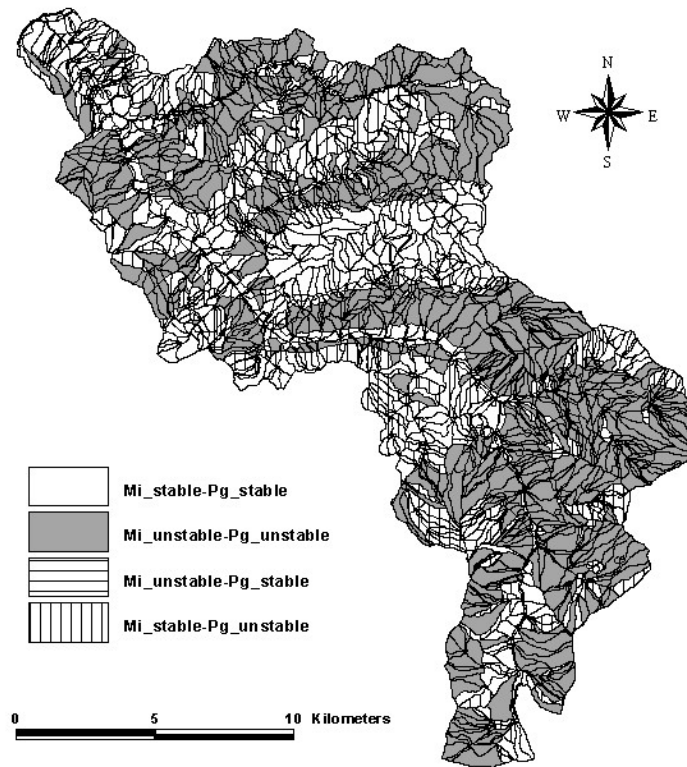 N
W E
S
Mi_stable-Pg_stable
Mi_unstable-Pg_unstable
Mi_unstable-Pg_stable
Mi_stable-Pg_unstable
0 5 10 Kilometers